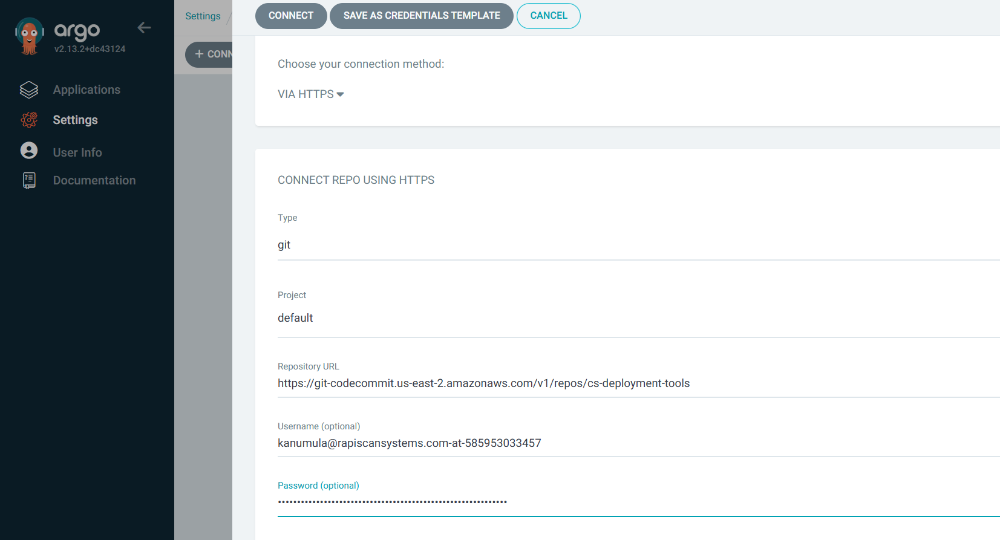 argo
v2.13.2+dc43124
Applications
Settings
User Info
Documentation
Settings /
+ CONN
CONNECT
SAVE AS CREDENTIALS TEMPLATE
CANCEL
Choose your connection method:
VIA HTTPS
CONNECT REPO USING HTTPS
Type
git
Project
default
Repository URL
https://git-codecommit.us-east-2.amazonaws.com/v1/repos/cs-deployment-tools
Username (optional)
kanumula@rapiscansystems.com-at-585953033457
Password (optional)